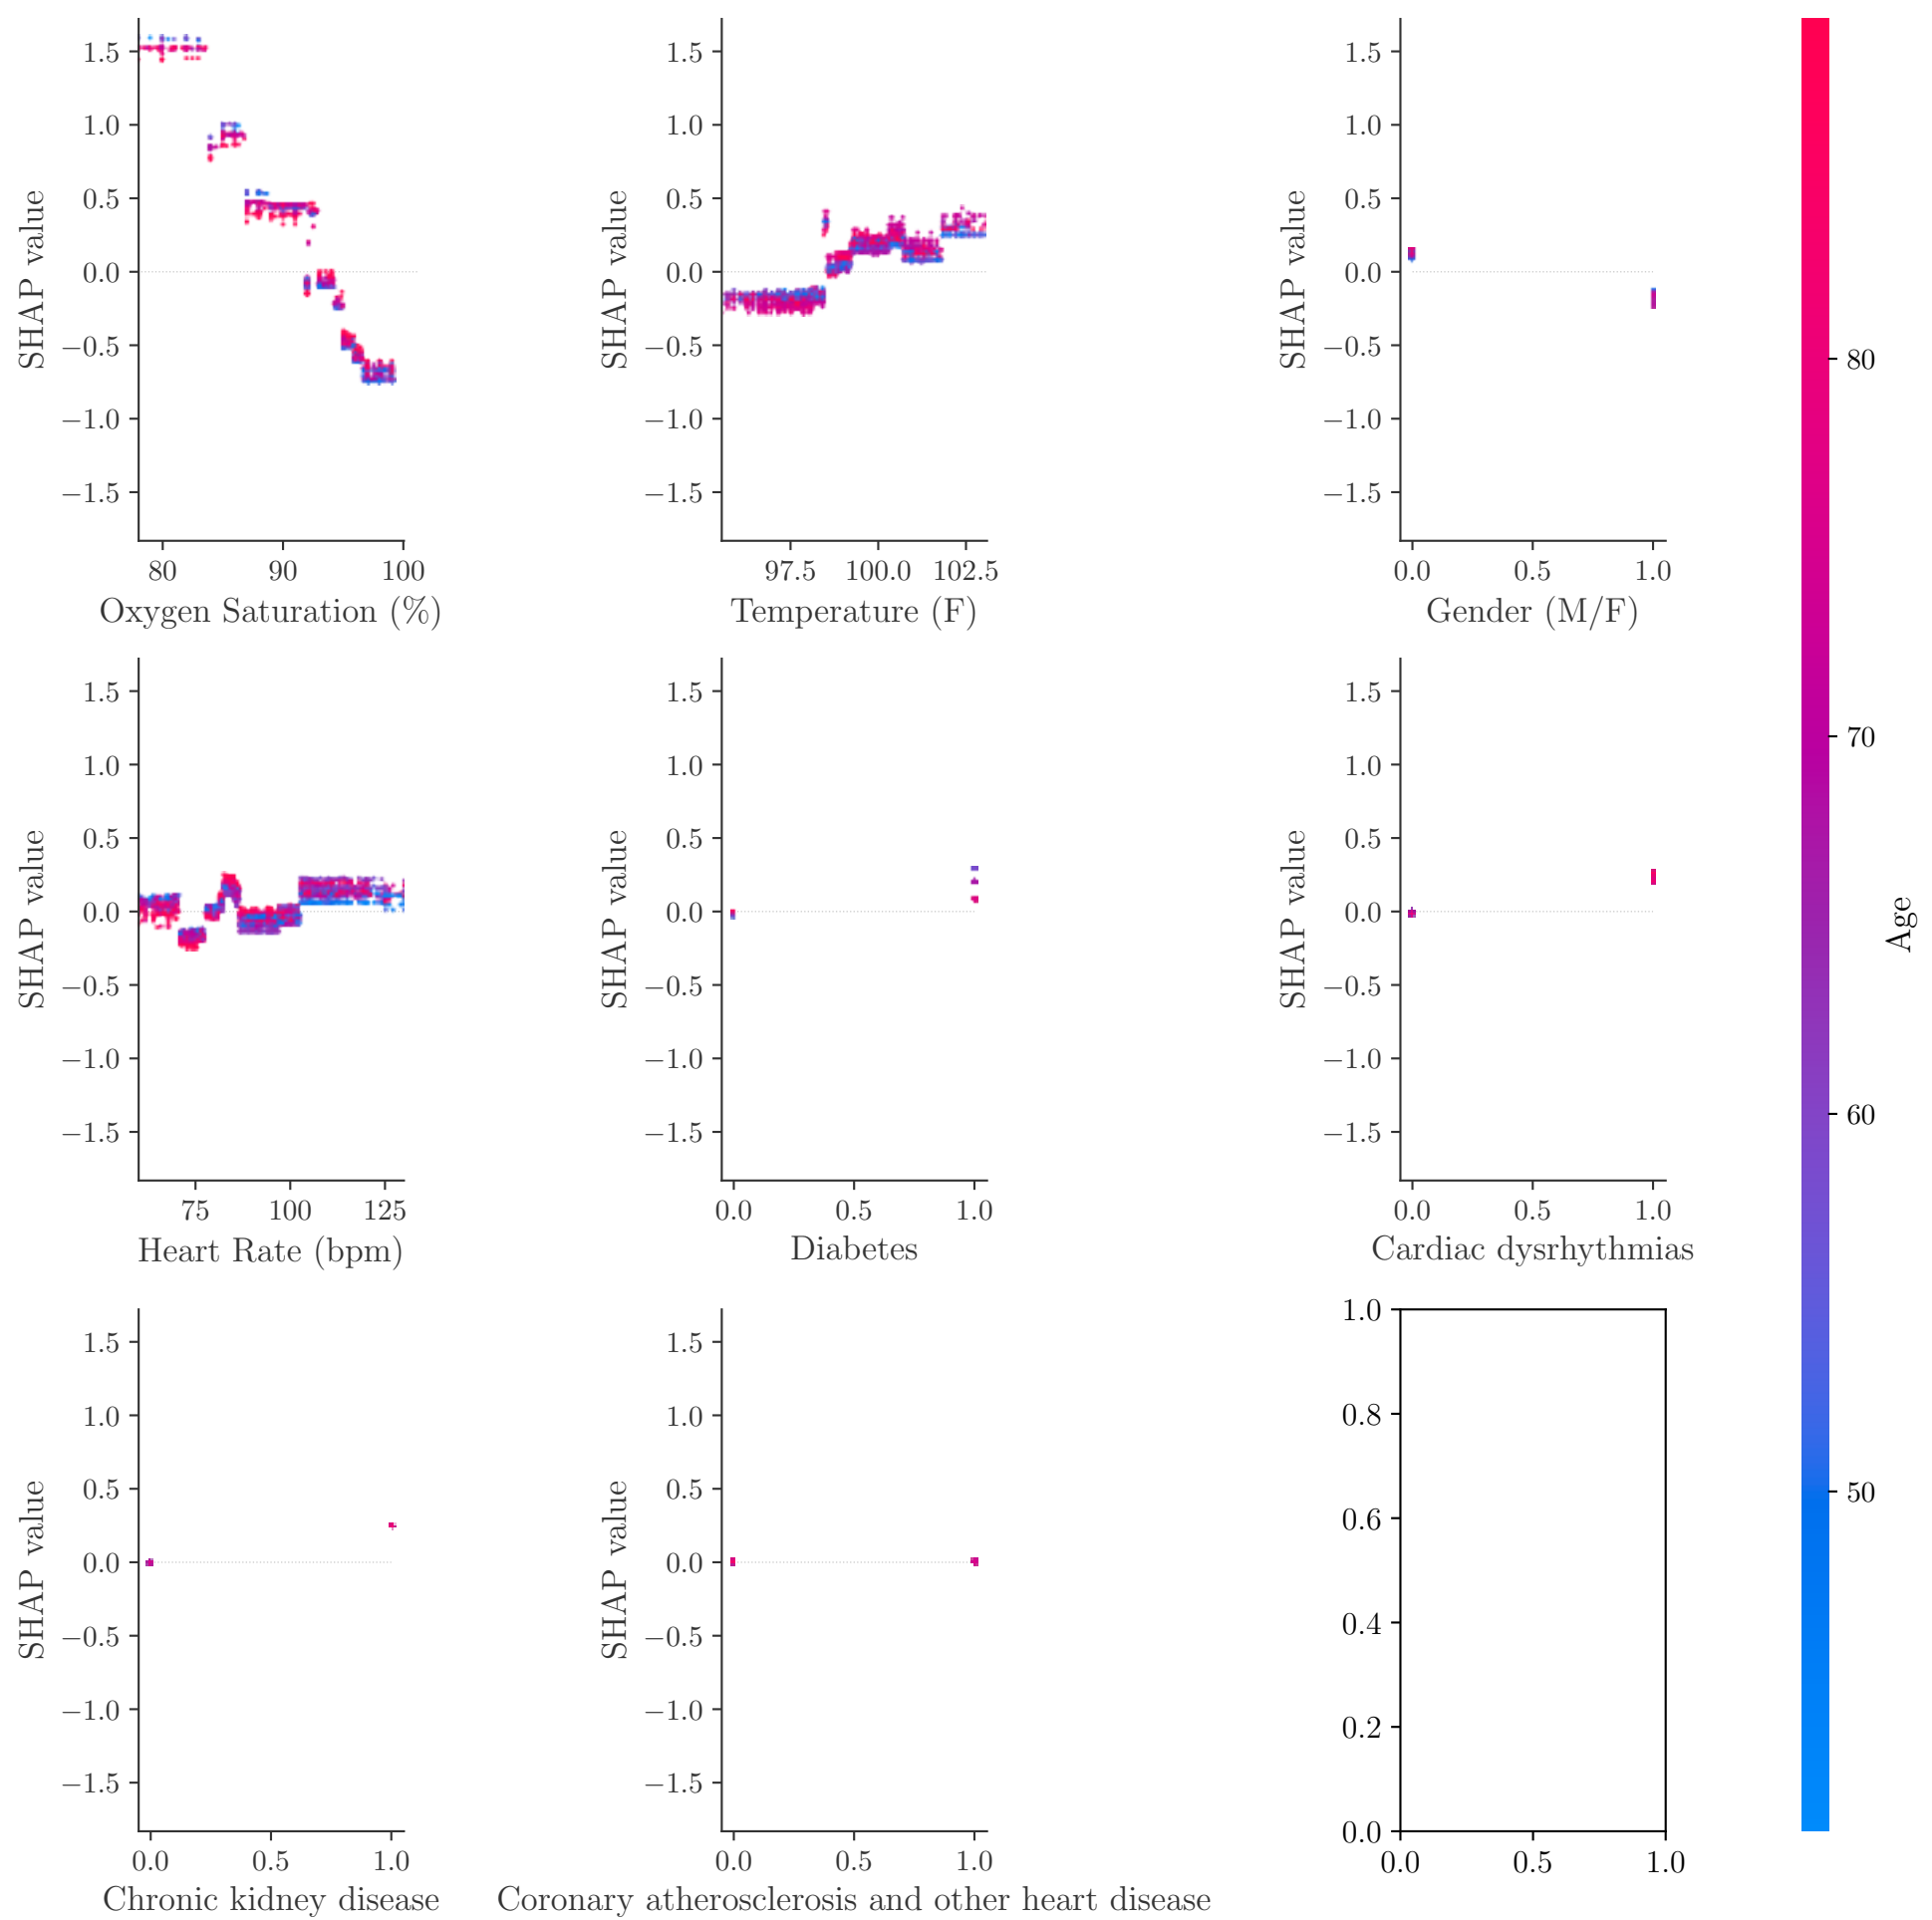 SHAP value
1.5
1.0
0.5
0.0
−0.5
−1.0
−1.5
80 90 100
Oxygen Saturation (%)
SHAP value
1.5
1.0
0.5
0.0
−0.5
−1.0
−1.5
97.5 100.0 102.5
Temperature (F)
SHAP value
1.5
1.0
0.5
0.0
−0.5
−1.0
−1.5
0.0 0.5 1.0
Gender (M/F)
SHAP value
1.5
1.0
0.5
0.0
−0.5
−1.0
−1.5
75 100 125
Heart Rate (bpm)
SHAP value
1.5
1.0
0.5
0.0
−0.5
−1.0
−1.5
0.0 0.5 1.0
Diabetes
SHAP value
1.5
1.0
0.5
0.0
−0.5
−1.0
−1.5
0.0 0.5 1.0
Cardiac dysrhythmias
SHAP value
1.5
1.0
0.5
0.0
−0.5
−1.0
−1.5
0.0 0.5 1.0
Chronic kidney disease
SHAP value
1.5
1.0
0.5
0.0
−0.5
−1.0
−1.5
0.0 0.5 1.0
Coronary atherosclerosis and other heart disease
1.0
0.8
0.6
0.4
0.2
0.0
0.0 0.5 1.0
80
70
60
50
Age